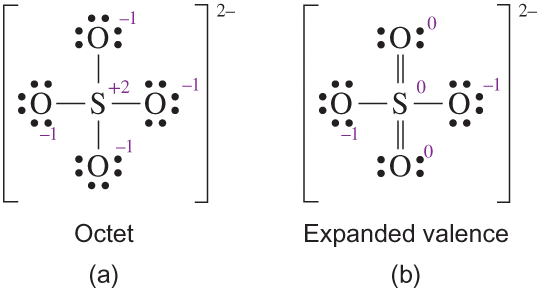 O –1 2–
O –1 S +2 O –1
O –1
O 0 2–
O –1 S 0 O –1
O 0
Octet Expanded valence
(a) (b)